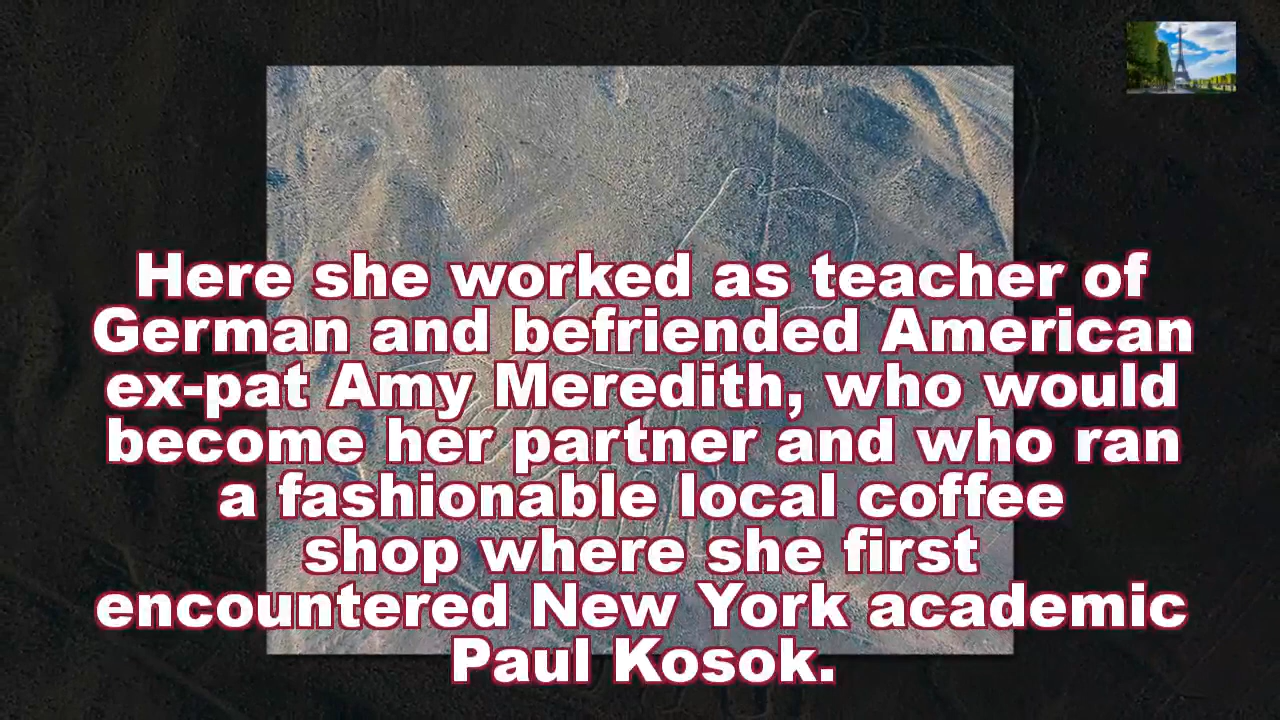 Here she worked as teacher of
German and befriended American
ex-pat Amy Meredith, who would
become her partner and who ran
a fashionable local coffee
shop where she first
encountered New York academic
Paul Kosok.